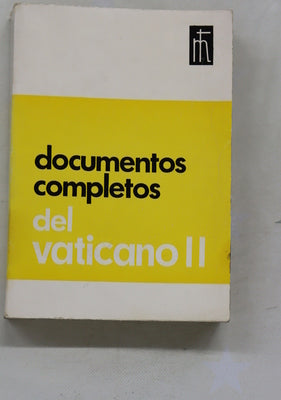 documentos
completos
del
vaticano II